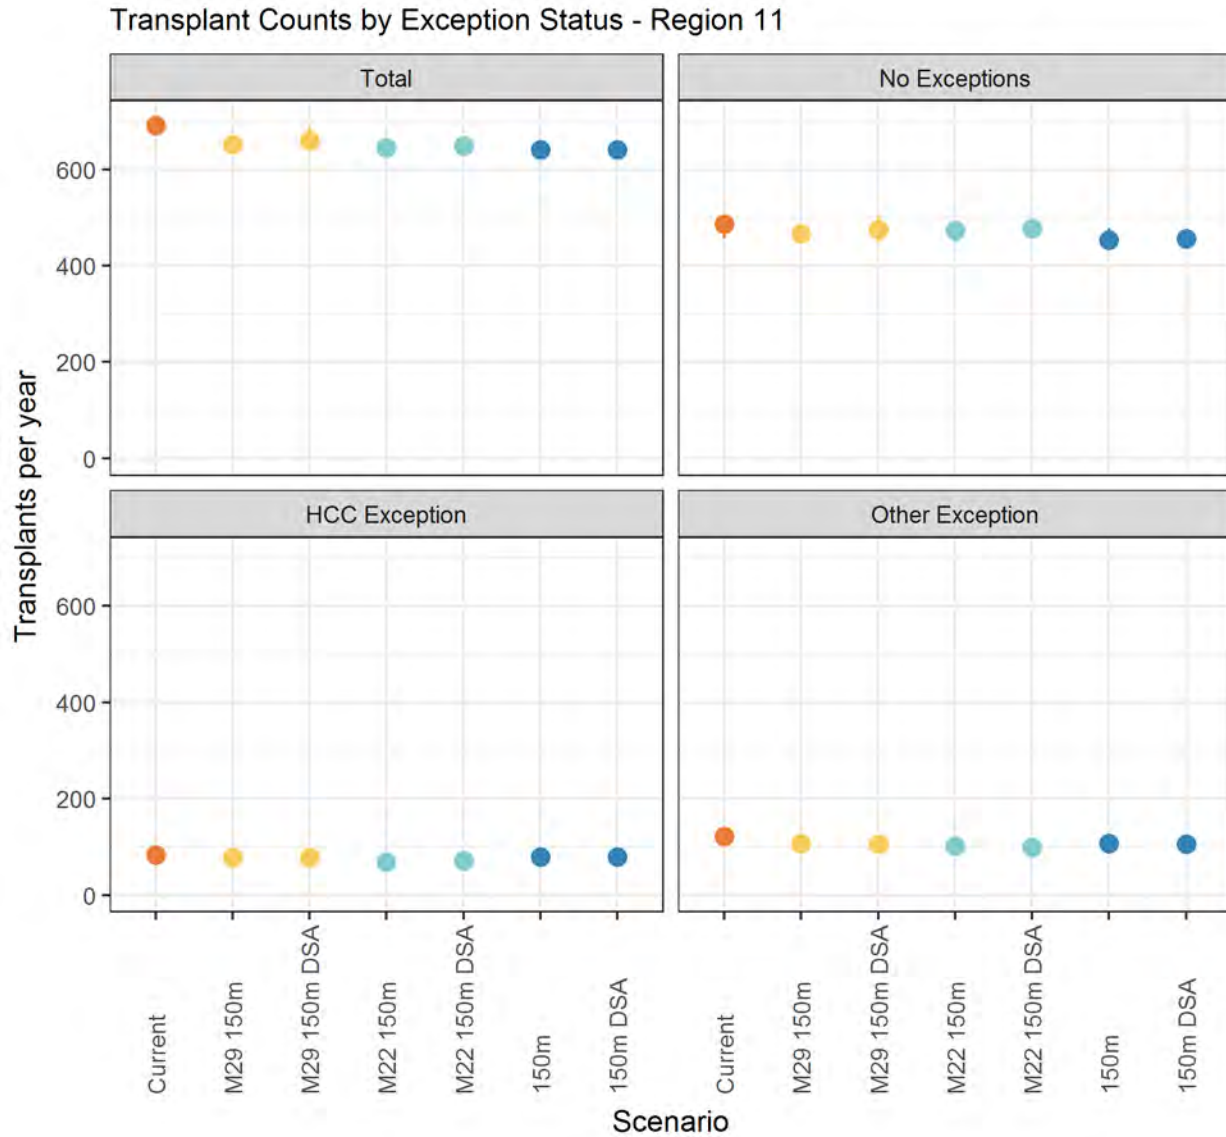 Transplant Counts by Exception Status - Region 11
Total
No Exceptions
600
400
200
0
HCC Exception
Other Exception
600
400
200
0
Transplants per year
Current
M29 150m
M29 150m DSA
M22 150m
M22 150m DSA
150m
150m DSA
Current
M29 150m
M29 150m DSA
M22 150m
M22 150m DSA
150m
150m DSA
Scenario